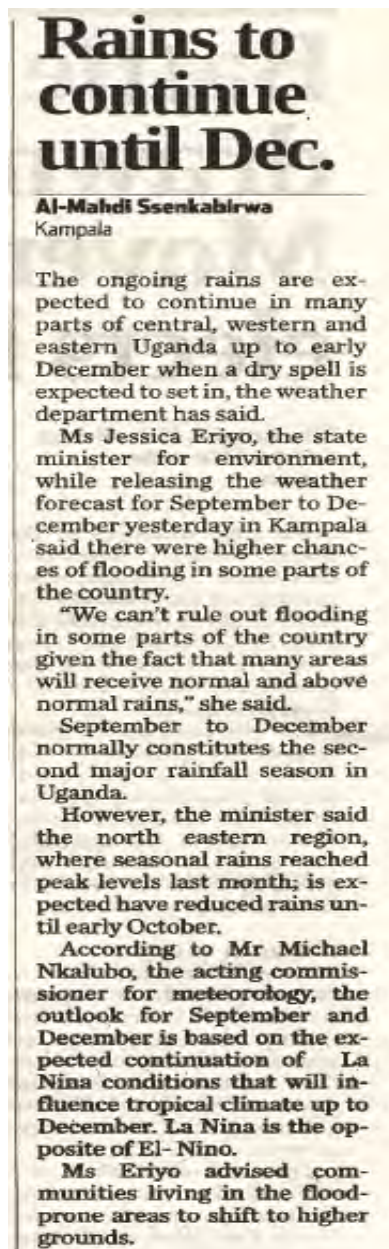 Rains to
continue
until Dec.
Al-Mahdi Ssenkabirwa
Kampala
The ongoing rains are ex-
pected to continue in many
parts of central, western and
eastern Uganda up to early
December when a dry spell is
expected to set in, the weather
department has said.
Ms Jessica Eriyo, the state
minister for environment,
while releasing the weather
forecast for September to De-
cember yesterday in Kampala
said there were higher chanc-
es of flooding in some parts of
the country.
“We can’t rule out flooding
in some parts of the country
given the fact that many areas
will receive normal and above
normal rains,” she said.
September to December
normally constitutes the sec-
ond major rainfall season in
Uganda.
However, the minister said
the north eastern region,
where seasonal rains reached
peak levels last month; is ex-
pected have reduced rains un-
til early October.
According to Mr Michael
Nkalubo, the acting commis-
sioner for meteorology, the
outlook for September and
December is based on the ex-
pected continuation of La
Nina conditions that will in-
fluence tropical climate up to
December. La Nina is the op-
posite of El- Nino.
Ms Eriyo advised com-
munities living in the flood-
prone areas to shift to higher
grounds.